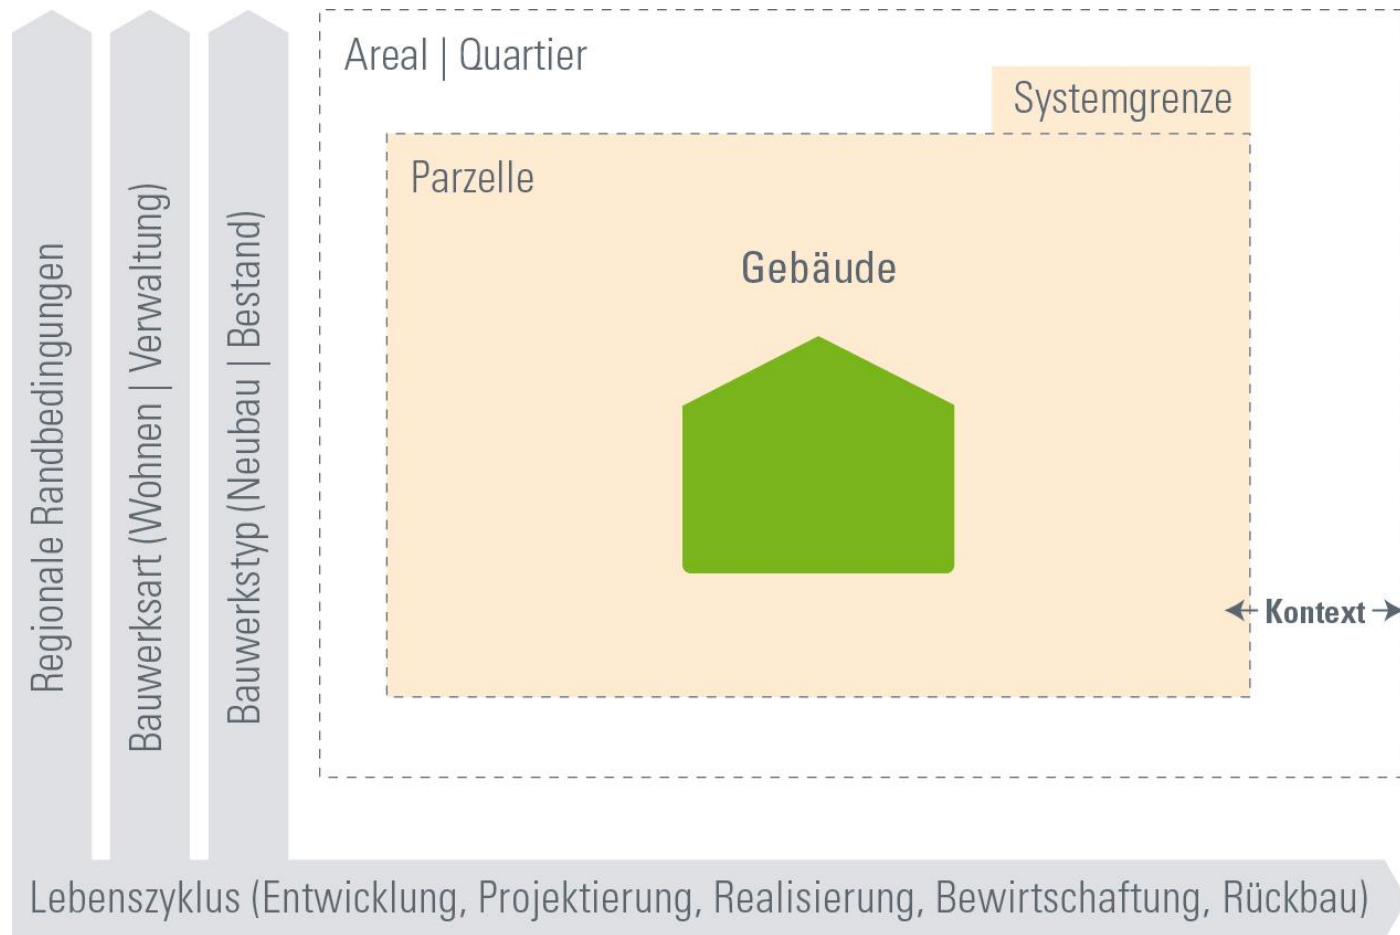 Areal | Quartier
Systemgrenze
Parzelle
Gebäude
Kontext
Regionale Randbedingungen
Bauwerksart (Wohnen | Verwaltung)
Bauwerkstyp (Neubau | Bestand)
Lebenszyklus (Entwicklung, Projektierung, Realisierung, Bewirtschaftung, Rückbau)